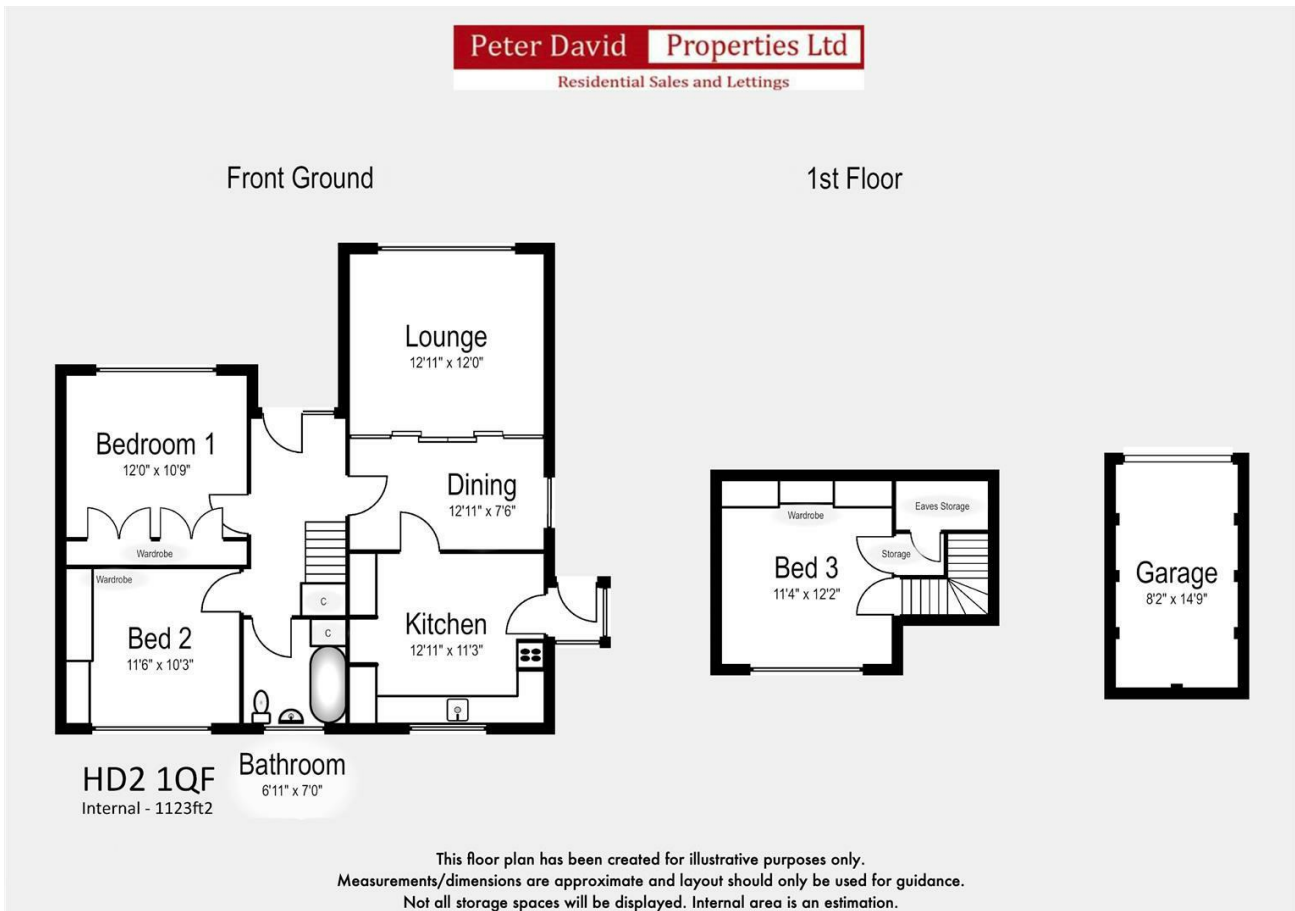 Peter David Properties Ltd
Residential Sales and Lettings
Front Ground
1st Floor
Lounge
12'11" x 12'0"
Bedroom 1
12'0" x 10'9"
Dining
12'11" x 7'6"
Wardrobe
Wardrobe
Bed 2
11'6" x 10'3"
C
C
Kitchen
12'11" x 11'3"
Bathroom
6'11" x 7'0"
HD2 1QF
Internal - 1123ft2
Wardrobe
Eaves Storage
Storage
Bed 3
11'4" x 12'2"
Garage
8'2" x 14'9"
This floor plan has been created for illustrative purposes only.
Measurements/dimensions are approximate and layout should only be used for guidance.
Not all storage spaces will be displayed. Internal area is an estimation.